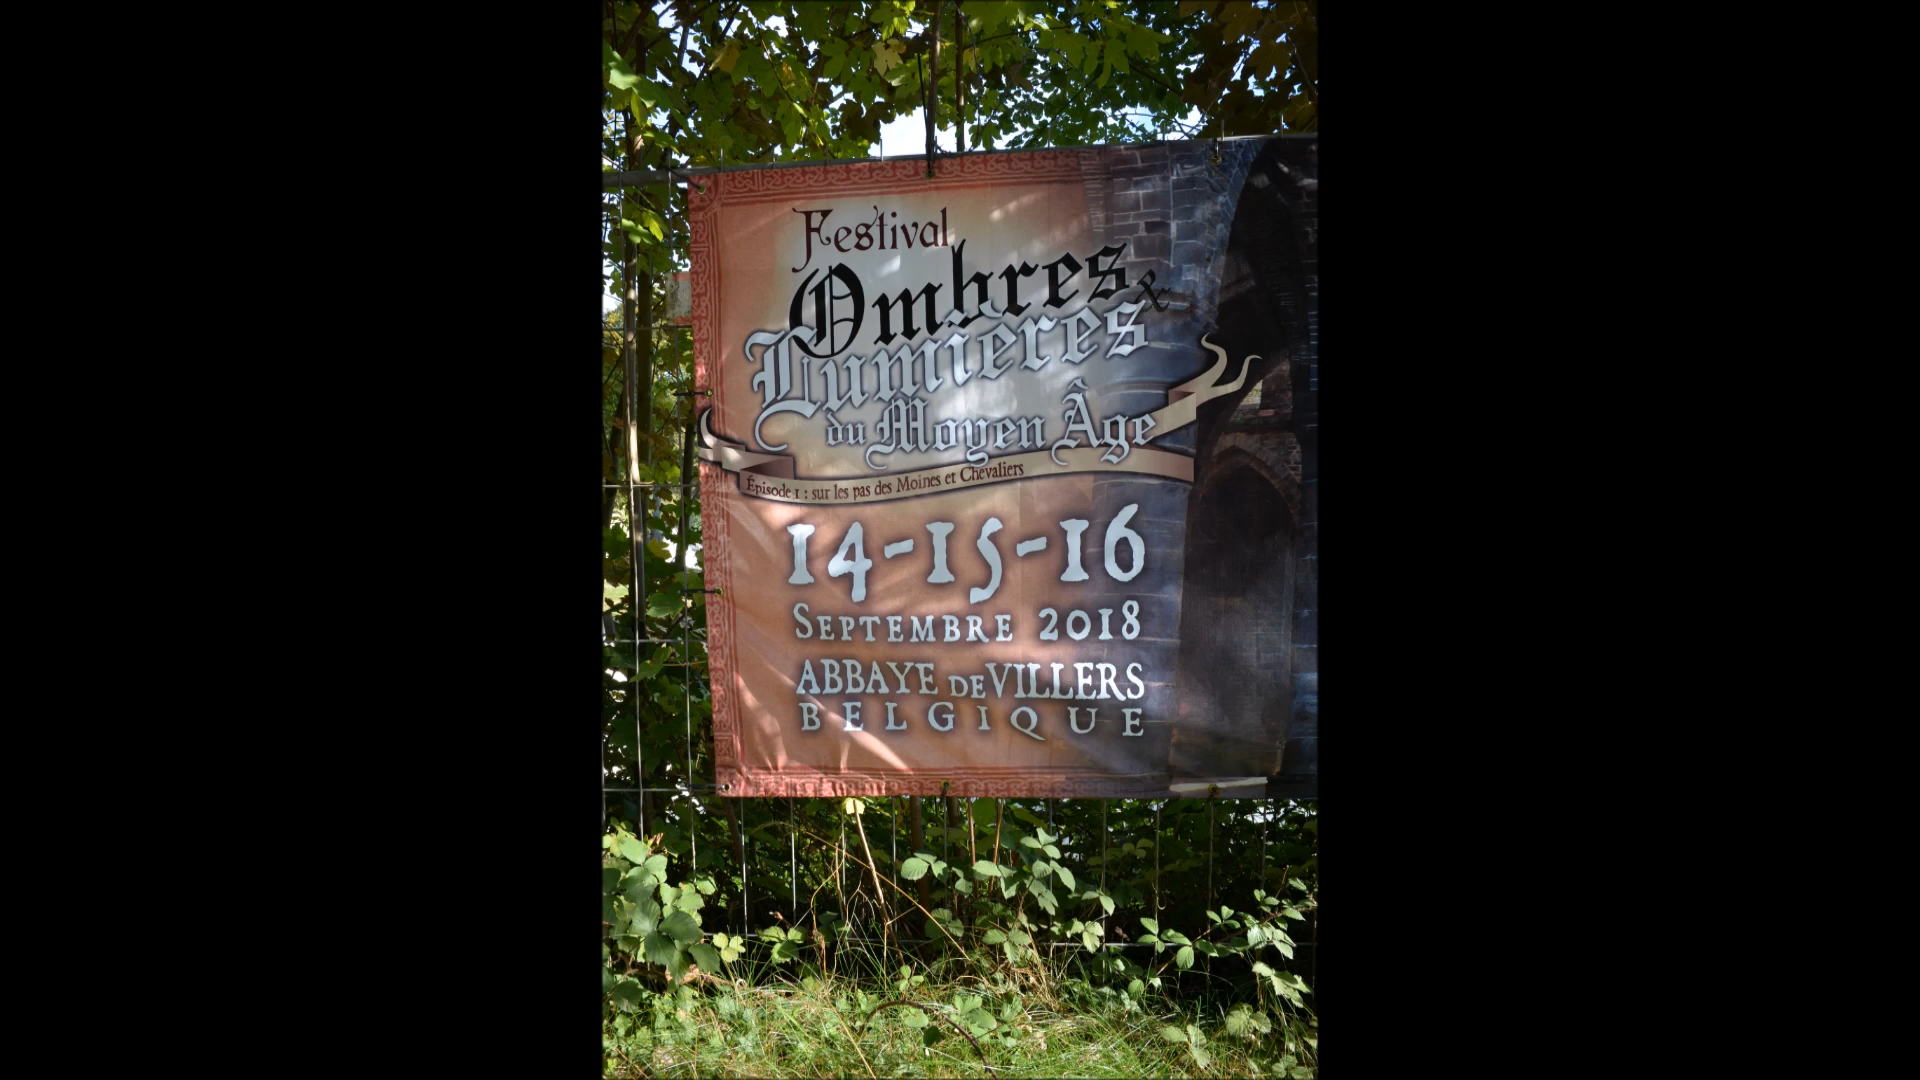 Festival
Ombres &
Lumières
du Moyen Âge
Épisode 1 : sur les pas des Moines et Chevaliers
14-15-16
SEPTEMBRE 2018
ABBAYE DE VILLERS
BELGIQUE